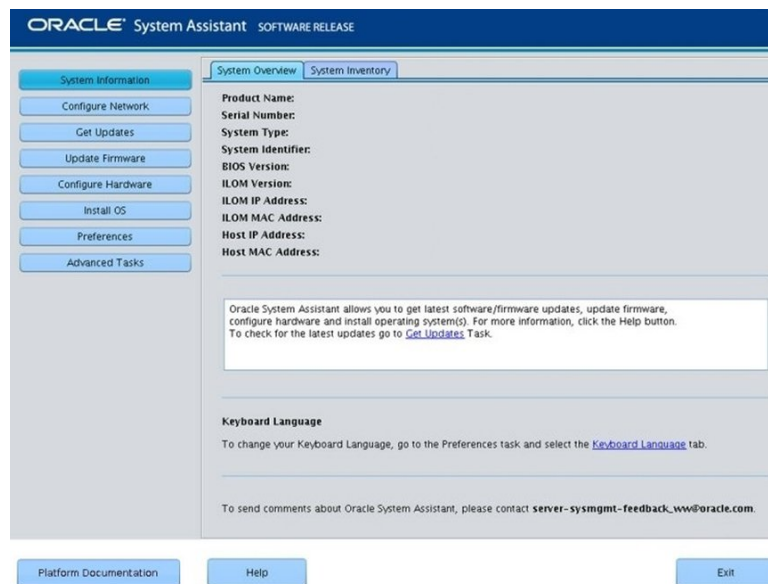 ORACLE® System Assistant SOFTWARE RELEASE
System Information
Configure Network
Get Updates
Update Firmware
Configure Hardware
Install OS
Preferences
Advanced Tasks
System Overview System Inventory
Product Name:
Serial Number:
System Type:
System Identifier:
BIOS Version:
ILOM Version:
ILOM IP Address:
ILOM MAC Address:
Host IP Address:
Host MAC Address:
Oracle System Assistant allows you to get latest software/firmware updates, update firmware,
configure hardware and install operating system(s). For more information, click the Help button.
To check for the latest updates go to Get Updates Task.
Keyboard Language
To change your Keyboard Language, go to the Preferences task and select the Keyboard Language tab.
To send comments about Oracle System Assistant, please contact server-sysmgmt-feedback_ww@oracle.com.
Platform Documentation Help Exit